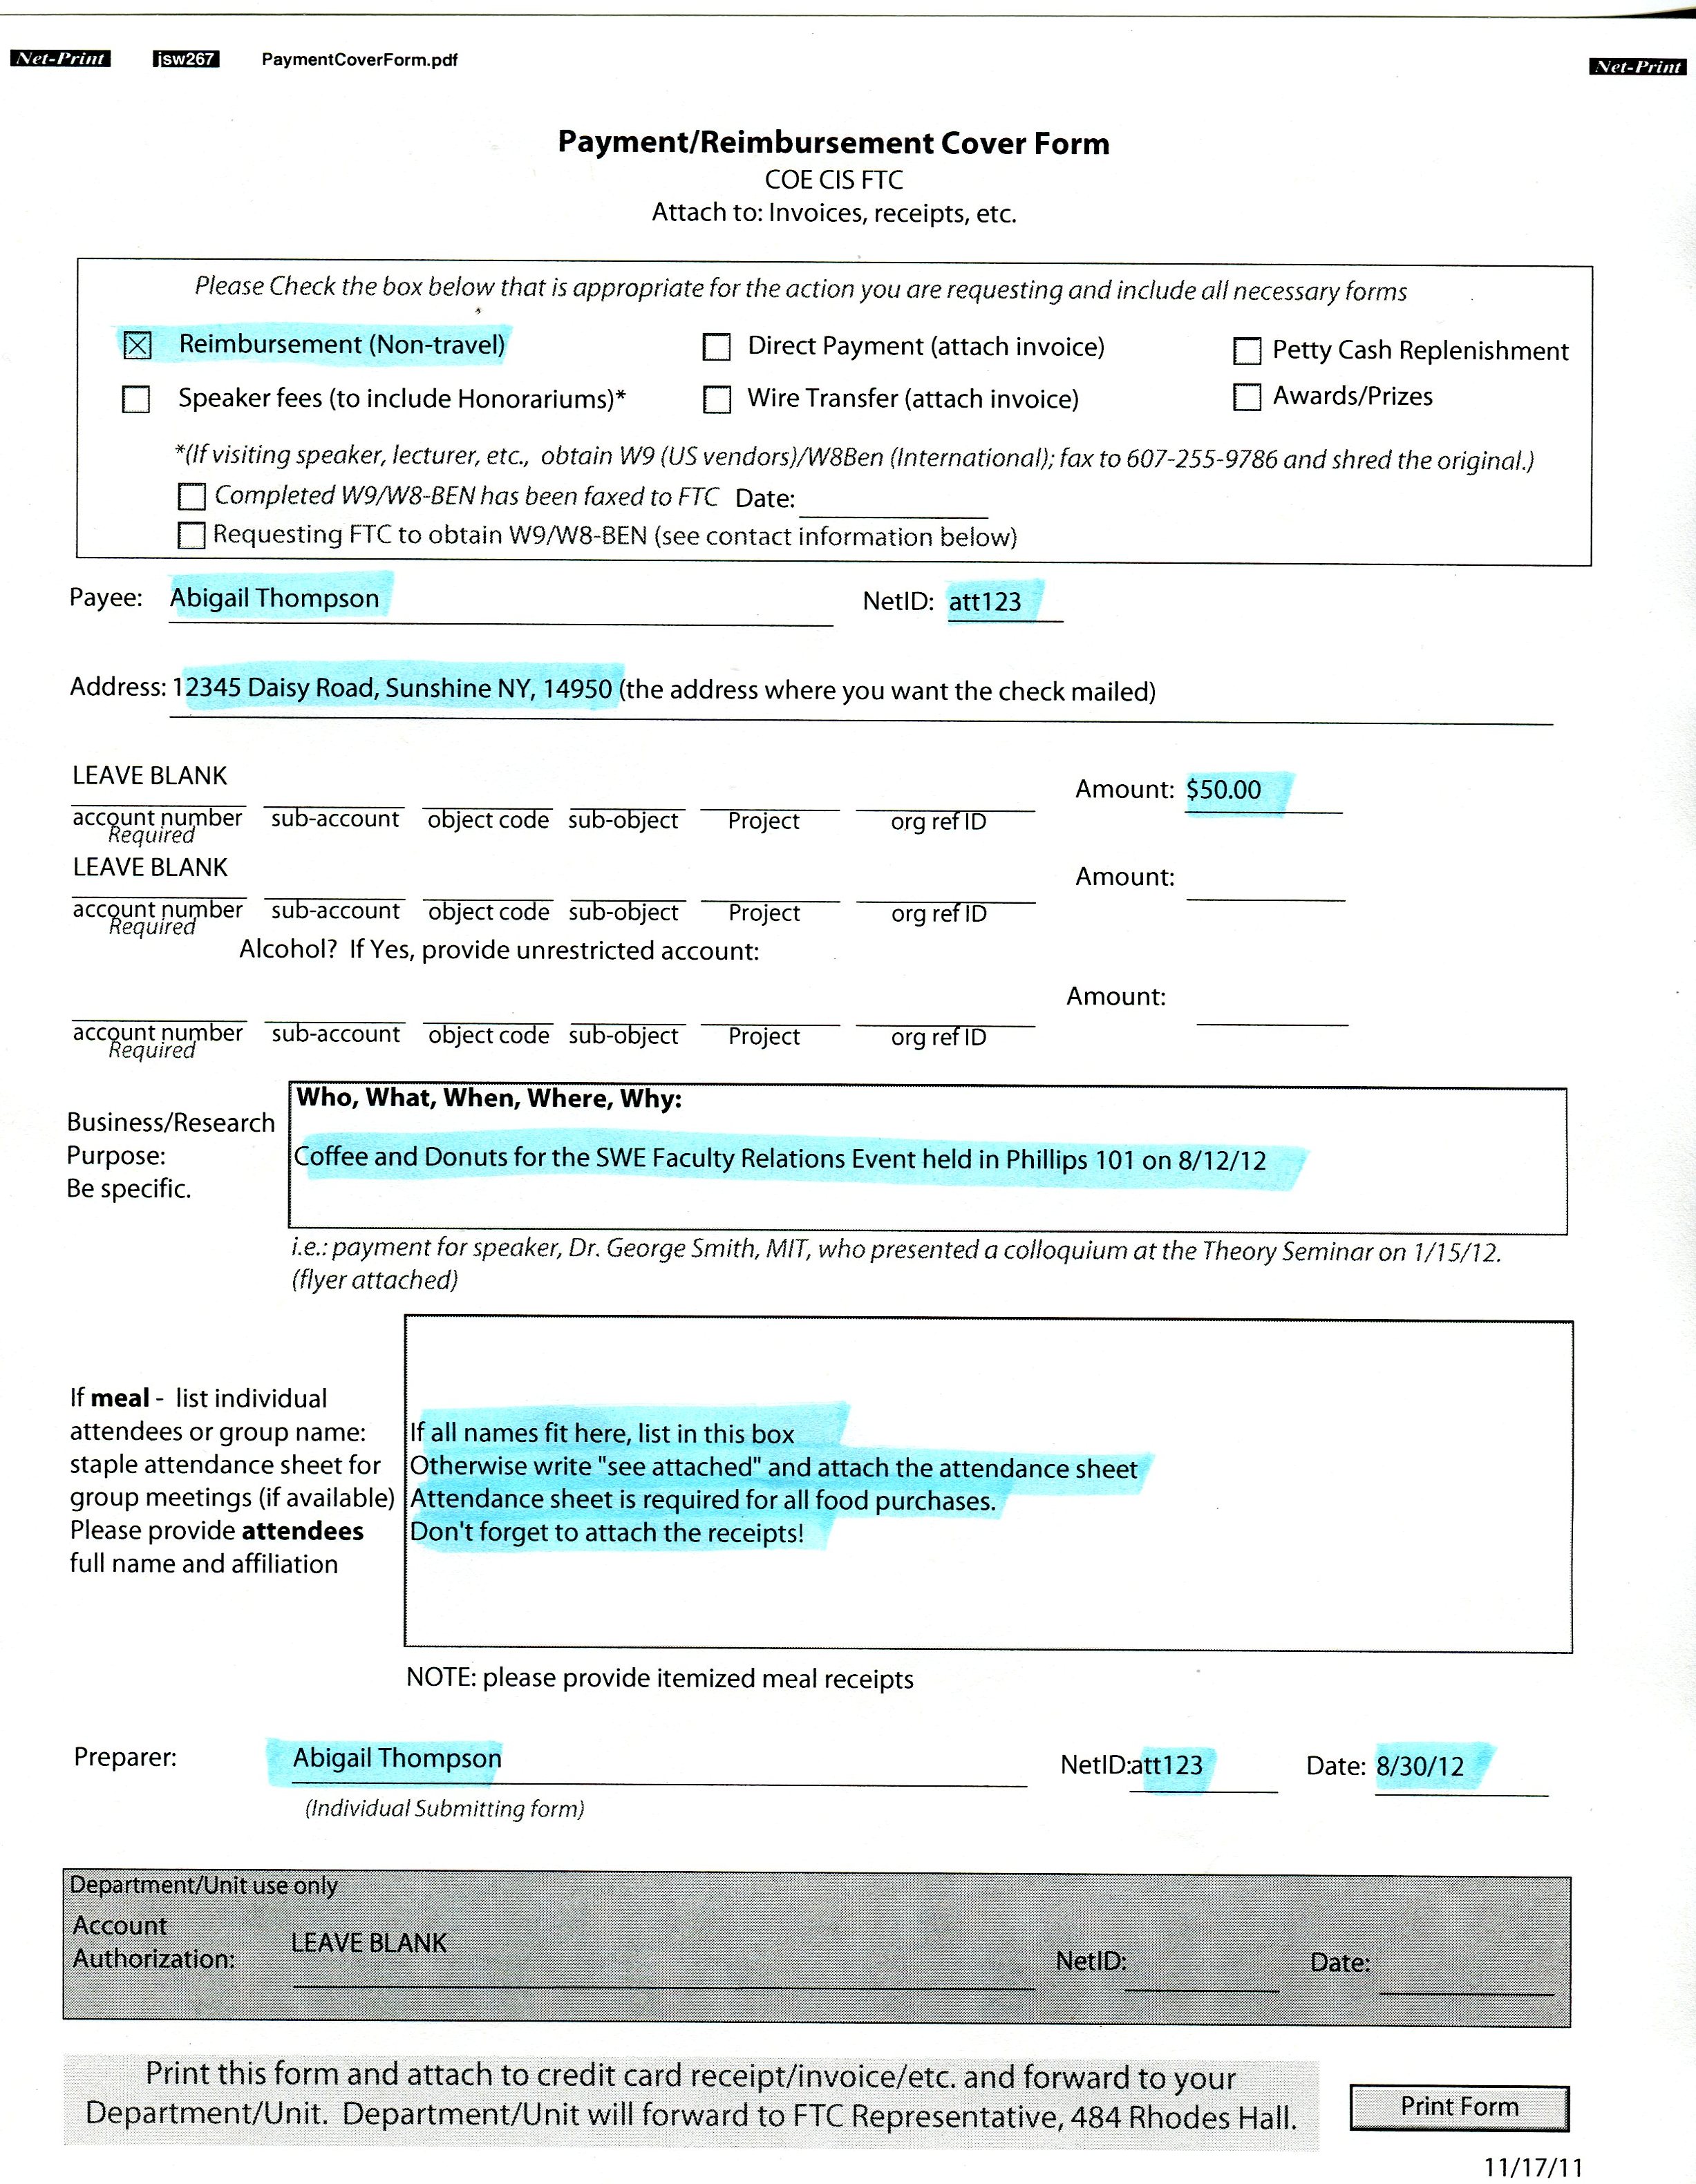 Net-Print jsw267 PaymentCoverForm.pdf Net-Print
Payment/Reimbursement Cover Form
COE CIS FTC
Attach to: Invoices, receipts, etc.
Please Check the box below that is appropriate for the action you are requesting and include all necessary forms
Reimbursement (Non-travel) Direct Payment (attach invoice) Petty Cash Replenishment
Speaker fees (to include Honorariums)* Wire Transfer (attach invoice) Awards/Prizes
*(If visiting speaker, lecturer, etc., obtain W9 (US vendors)/W8Ben (International); fax to 607-255-9786 and shred the original.)
Completed W9/W8-BEN has been faxed to FTC Date:
Requesting FTC to obtain W9/W8-BEN (see contact information below)
Payee: Abigail Thompson NetID: att123
Address: 12345 Daisy Road, Sunshine NY, 14950 (the address where you want the check mailed)
LEAVE BLANK Amount: $50.00
account number sub-account object code sub-object Project org ref ID
Required
LEAVE BLANK Amount:
account number sub-account object code sub-object Project org ref ID
Required
Alcohol? If Yes, provide unrestricted account:
Amount:
account number sub-account object code sub-object Project org ref ID
Required
Who, What, When, Where, Why:
Business/Research
Purpose: Coffee and Donuts for the SWE Faculty Relations Event held in Phillips 101 on 8/12/12
Be specific.
i.e.: payment for speaker, Dr. George Smith, MIT, who presented a colloquium at the Theory Seminar on 1/15/12.
(flyer attached)
If meal - list individual
attendees or group name: If all names fit here, list in this box
staple attendance sheet for Otherwise write "see attached" and attach the attendance sheet
group meetings (if available) Attendance sheet is required for all food purchases.
Please provide attendees Don't forget to attach the receipts!
full name and affiliation
NOTE: please provide itemized meal receipts
Preparer: Abigail Thompson NetID:att123 Date: 8/30/12
(Individual Submitting form)
Department/Unit use only
Account
Authorization: LEAVE BLANK NetID: Date:
Print this form and attach to credit card receipt/invoice/etc. and forward to your
Department/Unit. Department/Unit will forward to FTC Representative, 484 Rhodes Hall.
Print Form
11/17/11